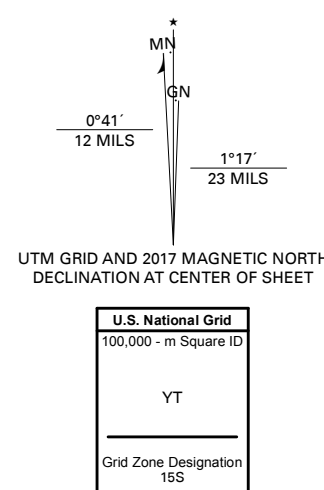 ★
MN
GN
0°41´
12 MILS
1°17´
23 MILS
UTM GRID AND 2017 MAGNETIC NORTH
DECLINATION AT CENTER OF SHEET
U.S. National Grid
100,000 - m Square ID
YT
Grid Zone Designation
15S